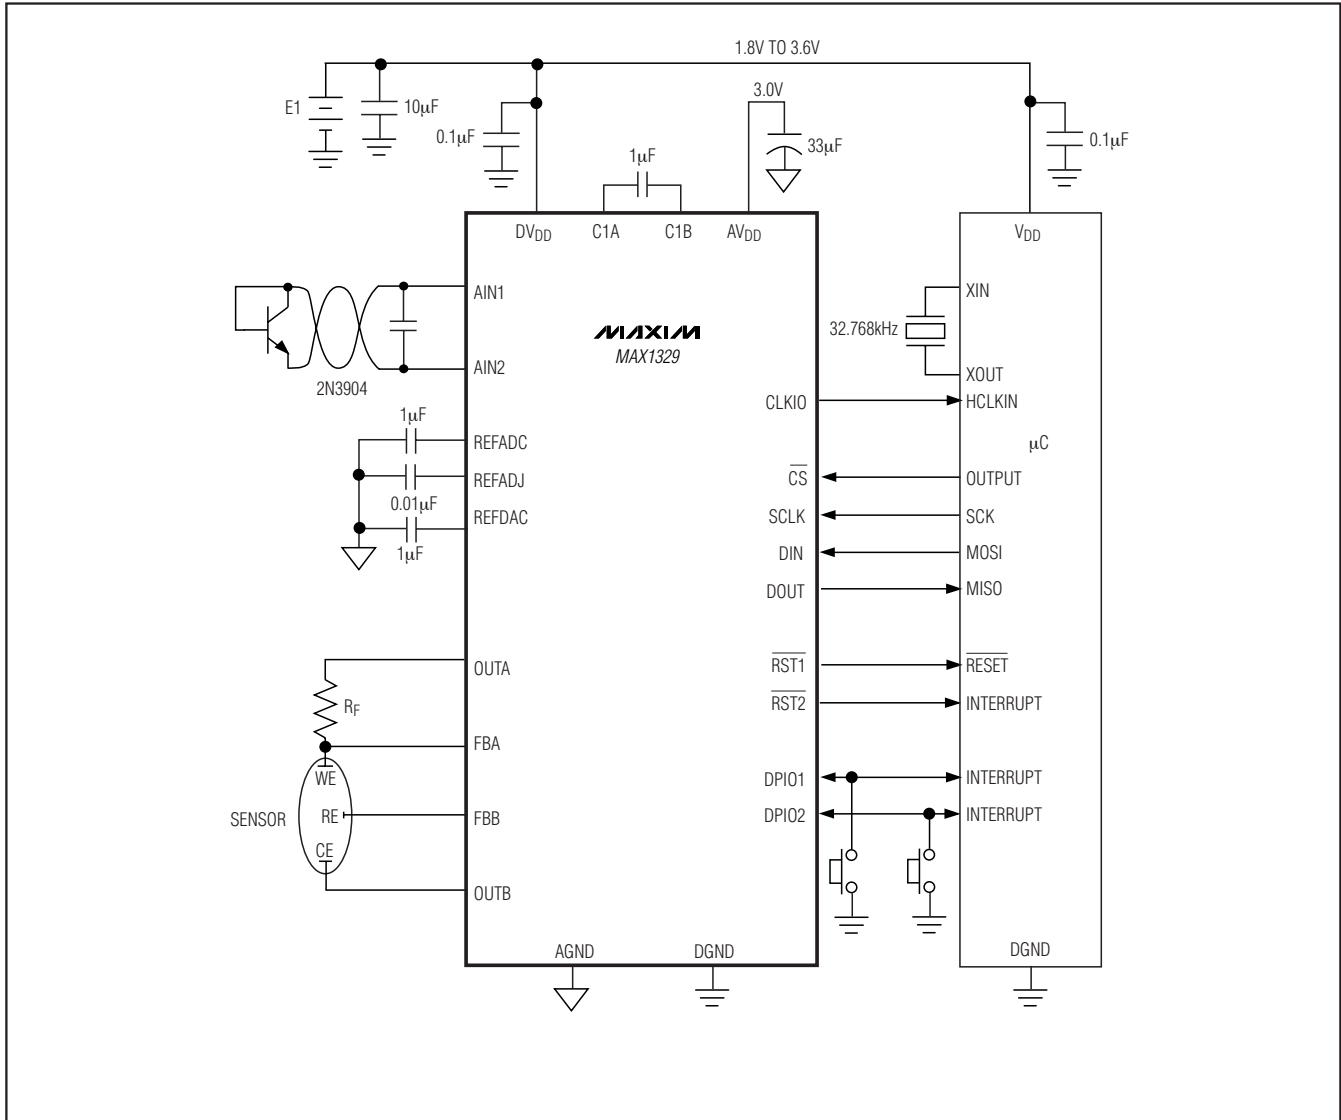 1.8V TO 3.6V
3.0V
E1
10μF
0.1μF
33μF
0.1μF
1μF
DVDD
C1A
C1B
AVDD
VDD
AIN1
XIN
MAXIM
MAX1329
32.768kHz
AIN2
XOUT
2N3904
CLKIO
HCLKIN
1μF
REFADC
μC
REFADJ
CS
OUTPUT
0.01μF
REFDAC
SCLK
SCK
1μF
DIN
MOSI
DOUT
MISO
OUTA
RST1
RESET
RF
RST2
INTERRUPT
FBA
WE
DPIO1
INTERRUPT
SENSOR
RE
FBB
DPIO2
INTERRUPT
CE
OUTB
AGND
DGND
DGND